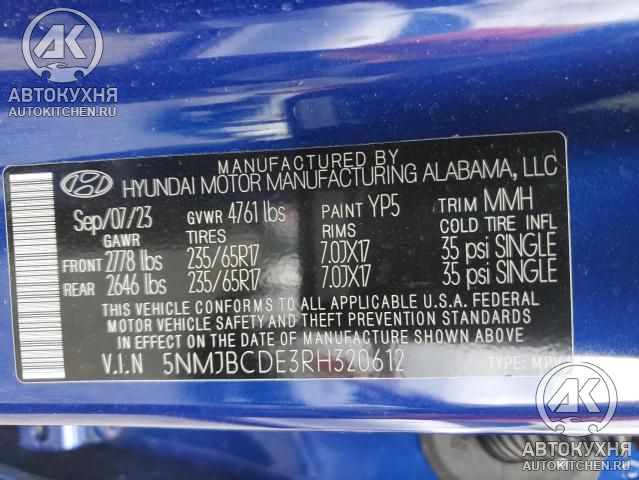 АК
АВТОКУХНЯ
AUTOKITCHEN.RU
MANUFACTURED BY
HYUNDAI MOTOR MANUFACTURING ALABAMA, LLC
Sep/07/23 GVWR 4761 lbs PAINT YP5 TRIM MMH
GAWR TIRES RIMS COLD TIRE INFL
FRONT 2778 lbs 235/65R17 7.0JX17 35 psi SINGLE
REAR 2646 lbs 235/65R17 7.0JX17 35 psi SINGLE
THIS VEHICLE CONFORMS TO ALL APPLICABLE U.S.A. FEDERAL
MOTOR VEHICLE SAFETY AND THEFT PREVENTION STANDARDS
IN EFFECT ON THE DATE OF MANUFACTURE SHOWN ABOVE
V.I.N 5NMJBCDE3RH320612 TYPE: MPV
АК
АВТОКУХНЯ
AUTOKITCHEN.RU